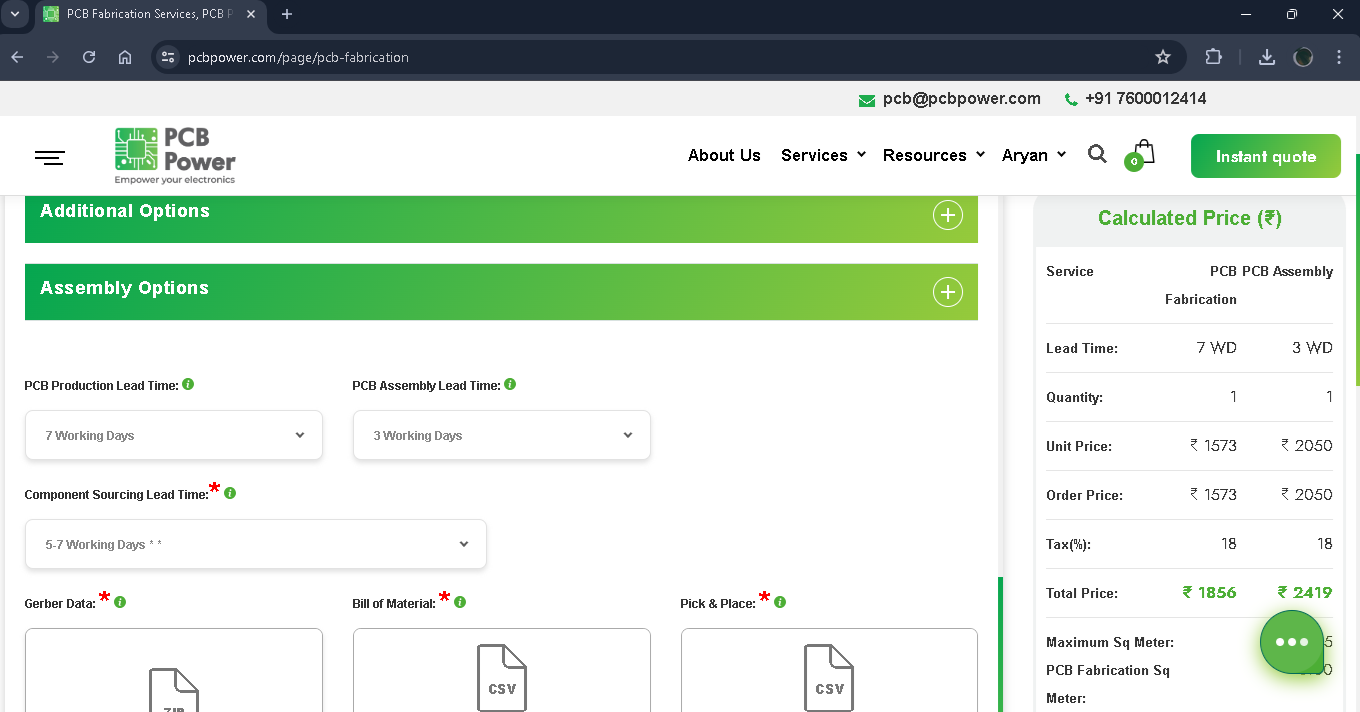 PCB Fabrication Services, PCB P
pcbpower.com/page/pcb-fabrication
pcb@pcbpower.com +91 7600012414
PCB
Power
Empower your electronics
About Us Services Resources Aryan 0 Instant quote
Additional Options
Assembly Options
PCB Production Lead Time: PCB Assembly Lead Time:
7 Working Days 3 Working Days
Component Sourcing Lead Time:*
5-7 Working Days * *
Gerber Data: * Bill of Material: * Pick & Place: *
ZIP CSV CSV
Calculated Price (₹)
Service PCB Fabrication PCB Assembly
Lead Time: 7 WD 3 WD
Quantity: 1 1
Unit Price: ₹ 1573 ₹ 2050
Order Price: ₹ 1573 ₹ 2050
Tax(%): 18 18
Total Price: ₹ 1856 ₹ 2419
Maximum Sq Meter:
PCB Fabrication Sq
Meter: